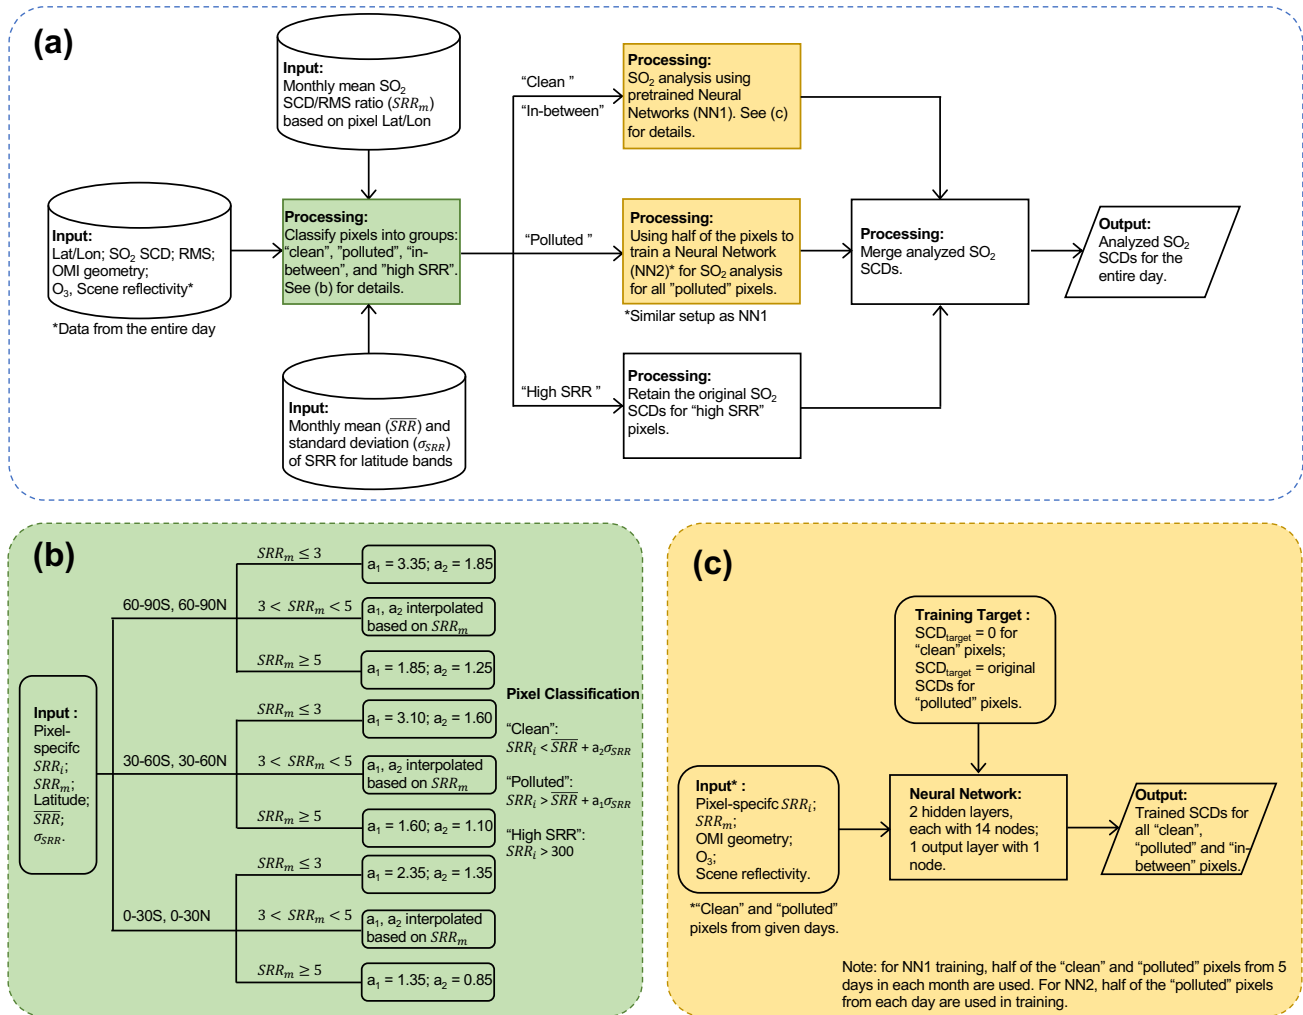 (a)
Input:
Monthly mean SO₂
SCD/RMS ratio (SRRₘ)
based on pixel Lat/Lon
Input:
Lat/Lon; SO₂ SCD; RMS;
OMI geometry;
O₃, Scene reflectivity*
*Data from the entire day
Processing:
Classify pixels into groups:
“clean”, ”polluted”, “in-
between”, and ”high SRR”.
See (b) for details.
Input:
Monthly mean (S̅R̅R̅) and
standard deviation (σ_SRR)
of SRR for latitude bands
“Clean ”
“In-between”
“Polluted ”
“High SRR ”
Processing:
SO₂ analysis using
pretrained Neural
Networks (NN1). See (c)
for details.
Processing:
Using half of the pixels to
train a Neural Network
(NN2)* for SO₂ analysis
for all ”polluted” pixels.
*Similar setup as NN1
Processing:
Retain the original SO₂
SCDs for “high SRR”
pixels.
Processing:
Merge analyzed SO₂
SCDs.
Output:
Analyzed SO₂
SCDs for the
entire day.
(b)
Input :
Pixel-
specifc
SRRᵢ;
SRRₘ;
Latitude;
S̅R̅R̅;
σ_SRR.
60-90S, 60-90N
SRRₘ ≤ 3
a₁ = 3.35; a₂ = 1.85
3 < SRRₘ < 5
a₁, a₂ interpolated
based on SRRₘ
SRRₘ ≥ 5
a₁ = 1.85; a₂ = 1.25
30-60S, 30-60N
SRRₘ ≤ 3
a₁ = 3.10; a₂ = 1.60
3 < SRRₘ < 5
a₁, a₂ interpolated
based on SRRₘ
SRRₘ ≥ 5
a₁ = 1.60; a₂ = 1.10
0-30S, 0-30N
SRRₘ ≤ 3
a₁ = 2.35; a₂ = 1.35
3 < SRRₘ < 5
a₁, a₂ interpolated
based on SRRₘ
SRRₘ ≥ 5
a₁ = 1.35; a₂ = 0.85
Pixel Classification
“Clean”:
SRRᵢ < S̅R̅R̅ + a₂σ_SRR
“Polluted”:
SRRᵢ > S̅R̅R̅ + a₁σ_SRR
“High SRR”:
SRRᵢ > 300
(c)
Training Target :
SCD_target = 0 for
“clean” pixels;
SCD_target = original
SCDs for
“polluted” pixels.
Input* :
Pixel-specifc SRRᵢ;
SRRₘ;
OMI geometry;
O₃;
Scene reflectivity.
*“Clean” and “polluted”
pixels from given days.
Neural Network:
2 hidden layers,
each with 14 nodes;
1 output layer with 1
node.
Output:
Trained SCDs for
all “clean”,
“polluted” and “in-
between” pixels.
Note: for NN1 training, half of the “clean” and “polluted” pixels from 5
days in each month are used. For NN2, half of the “polluted” pixels
from each day are used in training.